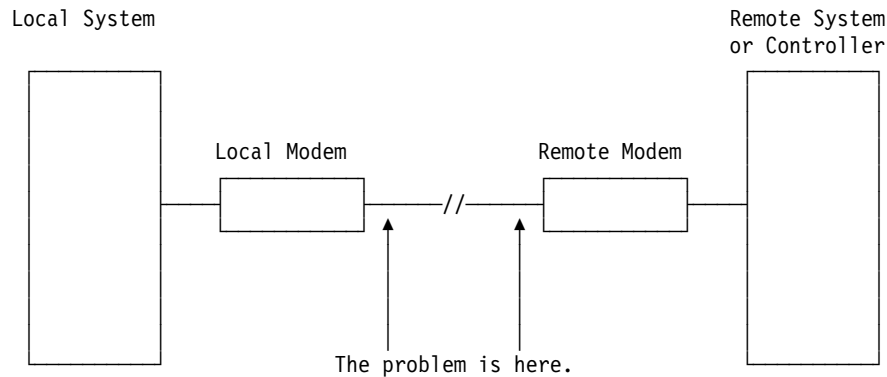 Local System
Remote System
or Controller
Local Modem
Remote Modem
//
The problem is here.